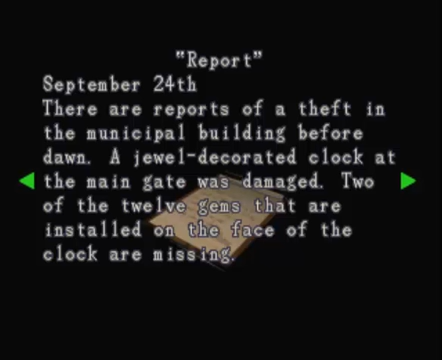 "Report"
September 24th
There are reports of a theft in
the municipal building before
dawn. A jewel-decorated clock at
the main gate was damaged. Two
of the twelve gems that are
installed on the face of the
clock are missing.